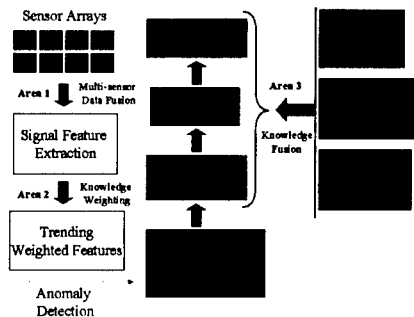 Sensor Arrays
Area 1
Multi-sensor
Data Fusion
Signal Feature
Extraction
Area 2
Knowledge
Weighting
Trending
Weighted Features
Anomaly
Detection
Area 3
Knowledge
Fusion